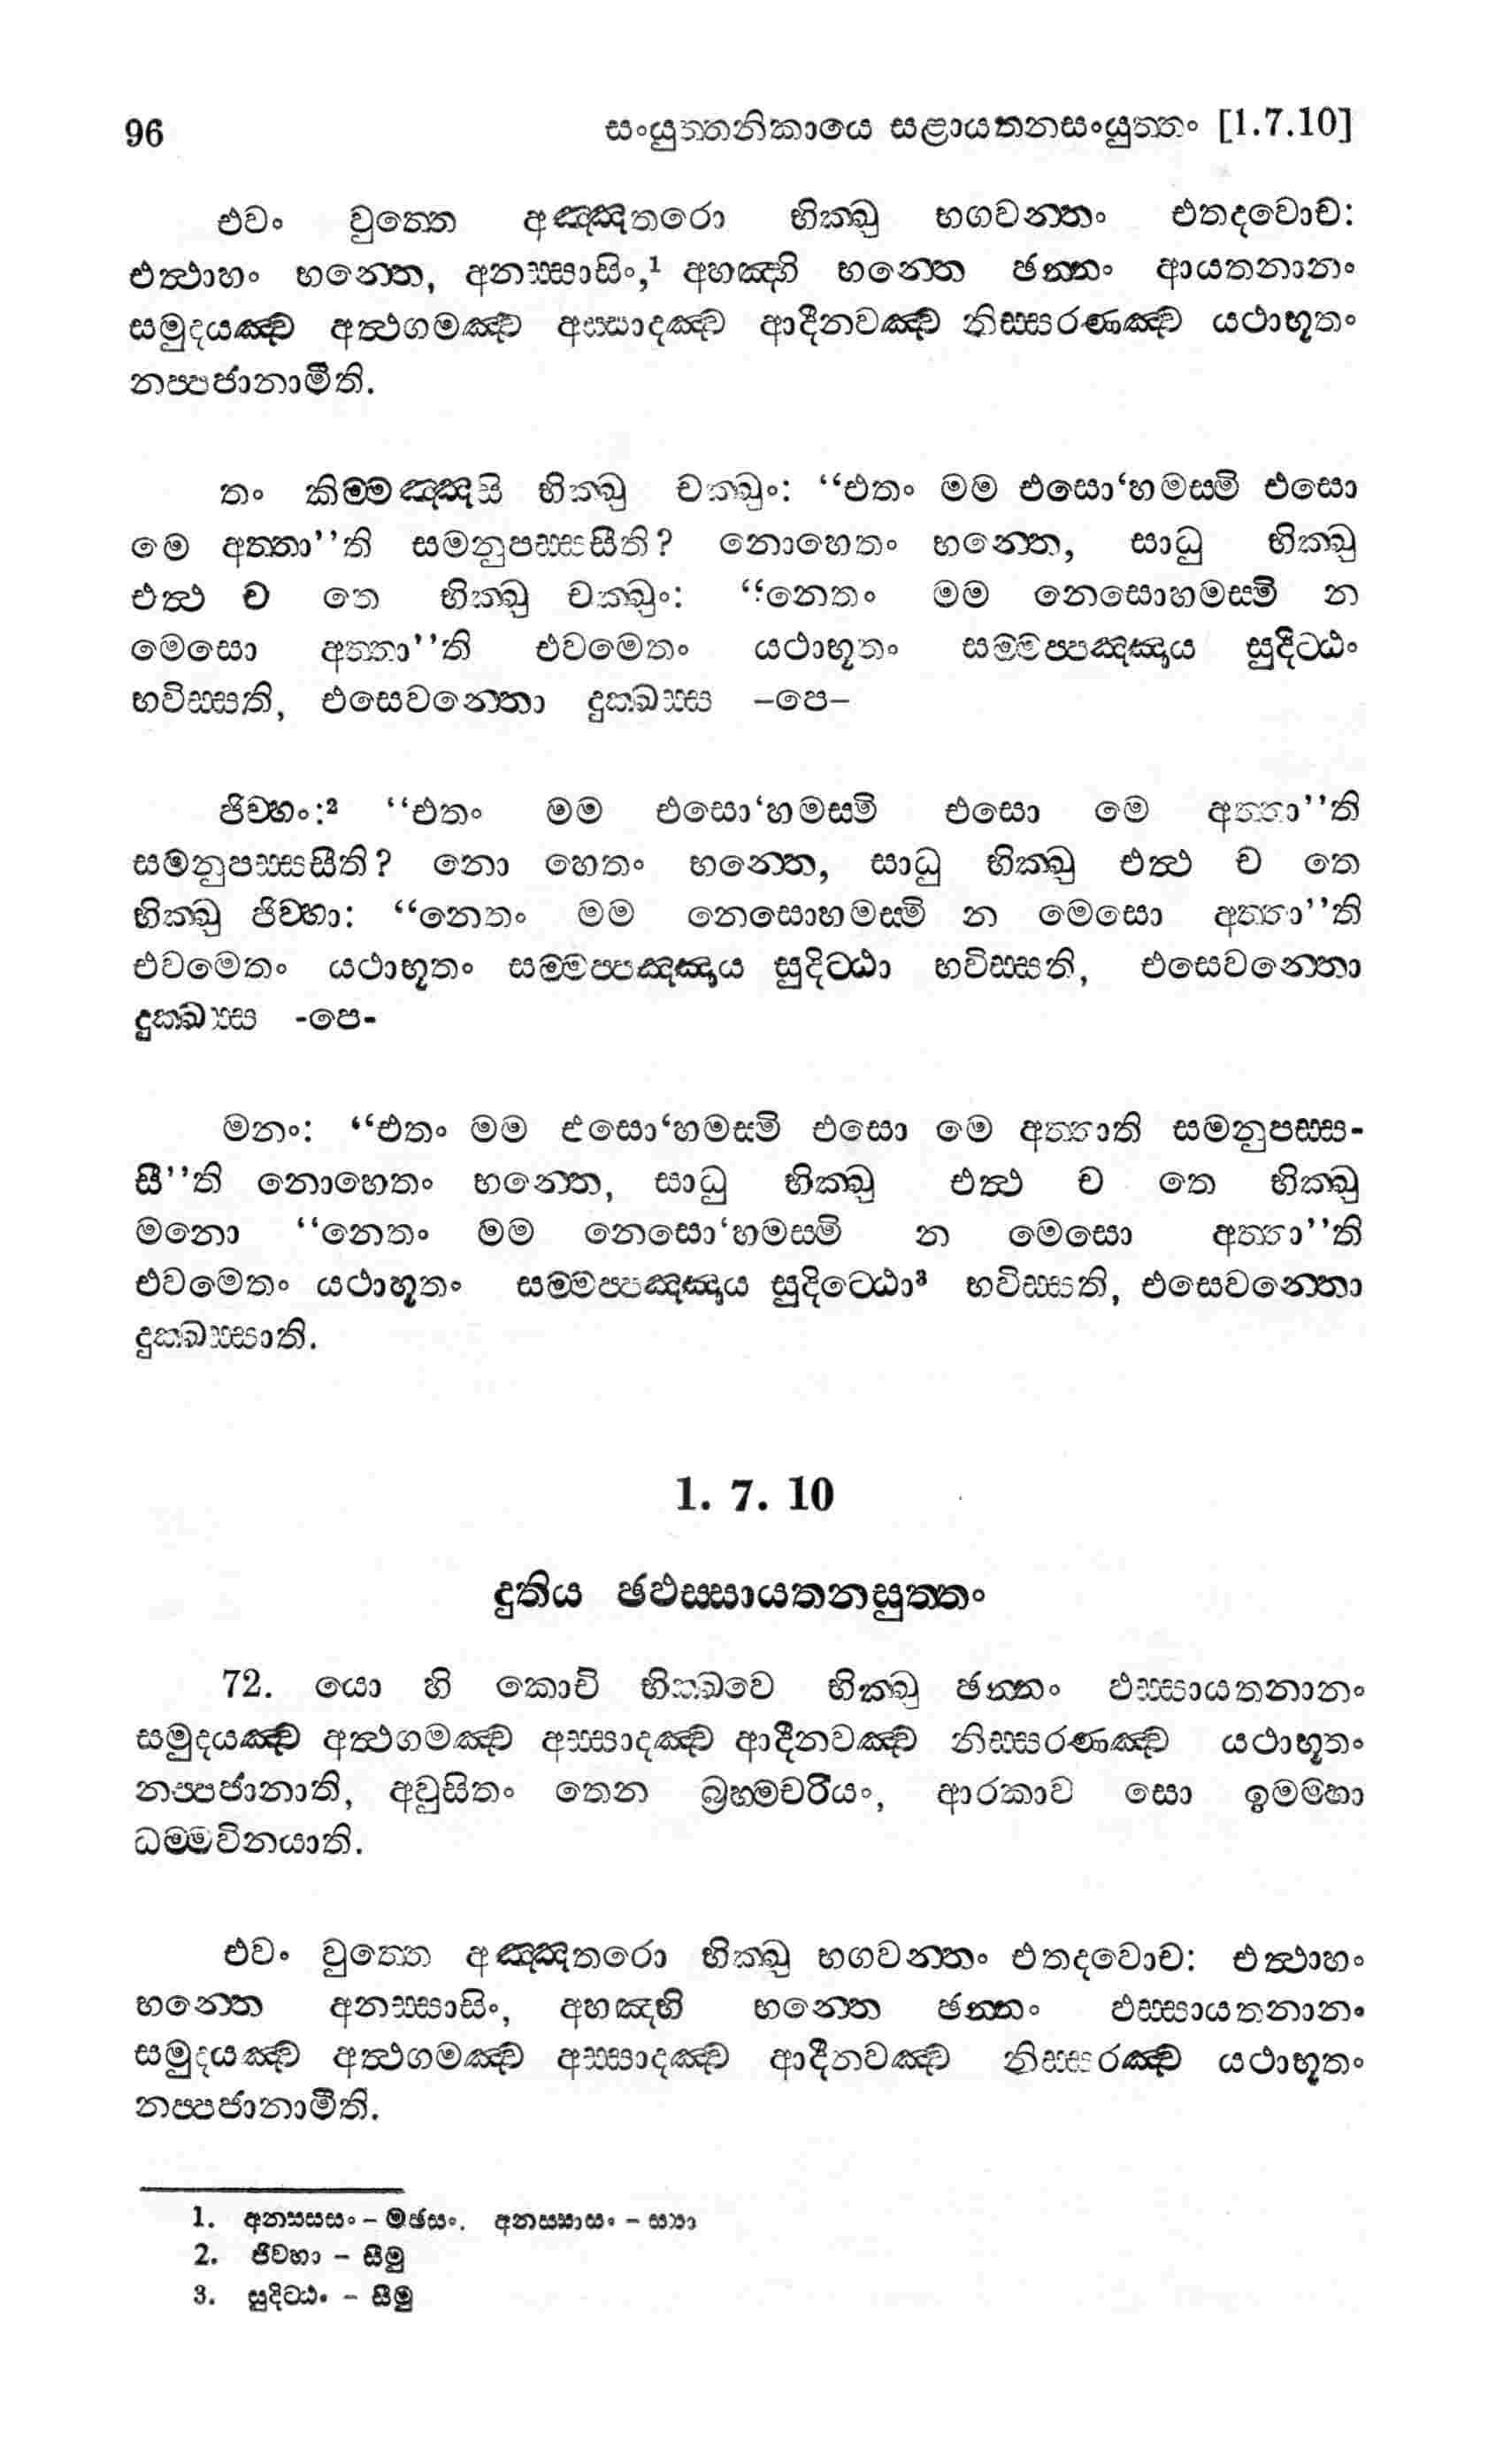 96 සංයුත්තනිකායෙ සළායතනසංයුත්තං [1.7.10]
එවං වුත්තෙ අඤ්ඤතරො භික්ඛු භගවන්තං එතදවොච:
එත්ථාහං භන්තෙ, අනස්සාසිං,¹ අහඤ්හි භන්තෙ ඡන්නං ආයතනානං
සමුදයඤ්ච අත්ථගමඤ්ච අස්සාදඤ්ච ආදීනවඤ්ච නිස්සරණඤ්ච යථාභූතං
නප්පජානාමීති.
තං කිම්මඤ්ඤසි භික්ඛු චක්ඛුං: “එතං මම එසො‘හමස්මි එසො
මෙ අත්තා”ති සමනුපස්සසීති? නොහෙතං භන්තෙ, සාධු භික්ඛු
එත්ථ ච තෙ භික්ඛු චක්ඛුං: “නෙතං මම නෙසොහමස්මි න
මෙසො අත්තා”ති එවමෙතං යථාභූතං සම්මප්පඤ්ඤාය සුදිට්ඨං
භවිස්සති, එසෙවන්තො දුක්ඛස්ස –පෙ–
ජිව්හං:² “එතං මම එසො‘හමස්මි එසො මෙ අත්තා”ති
සමනුපස්සසීති? නො හෙතං භන්තෙ, සාධු භික්ඛු එත්ථ ච තෙ
භික්ඛු ජිව්හා: “නෙතං මම නෙසොහමස්මි න මෙසො අත්තා”ති
එවමෙතං යථාභූතං සම්මප්පඤ්ඤාය සුදිට්ඨා භවිස්සති, එසෙවන්තො
දුක්ඛස්ස -පෙ-
මනං: “එතං මම එසො‘හමස්මි එසො මෙ අත්තාති සමනුපස්ස-
සී”ති නොහෙතං භන්තෙ, සාධු භික්ඛු එත්ථ ච තෙ භික්ඛු
මනො “නෙතං මම නෙසො‘හමස්මි න මෙසො අත්තා”ති
එවමෙතං යථාභූතං සම්මප්පඤ්ඤාය සුදිට්ඨො³ භවිස්සති, එසෙවන්තො
දුක්ඛස්සාති.
1. 7. 10
දුතිය ඡඵස්සායතනසුත්තං
72. යො හි කොචි භික්ඛවෙ භික්ඛු ඡන්නං ඵස්සායතනානං
සමුදයඤ්ච අත්ථගමඤ්ච අස්සාදඤ්ච ආදීනවඤ්ච නිස්සරණඤ්ච යථාභූතං
නප්පජානාති, අවුසිතං තෙන බ්‍රහ්මචරියං, ආරකාව සො ඉමම්හා
ධම්මවිනයාති.
එවං වුත්තෙ අඤ්ඤතරො භික්ඛු භගවන්තං එතදවොච: එත්ථාහං
භන්තෙ අනස්සාසිං, අහඤ්හි භන්තෙ ඡන්නං ඵස්සායතනානං
සමුදයඤ්ච අත්ථගමඤ්ච අස්සාදඤ්ච ආදීනවඤ්ච නිස්සරඤ්ච යථාභූතං
නප්පජානාමීති.
1. අනස්සසං – මඡසං. අනස්සාසං – ස්‍යා
2. ජිව්හා – සීමු
3. සුදිට්ඨං – සීමු